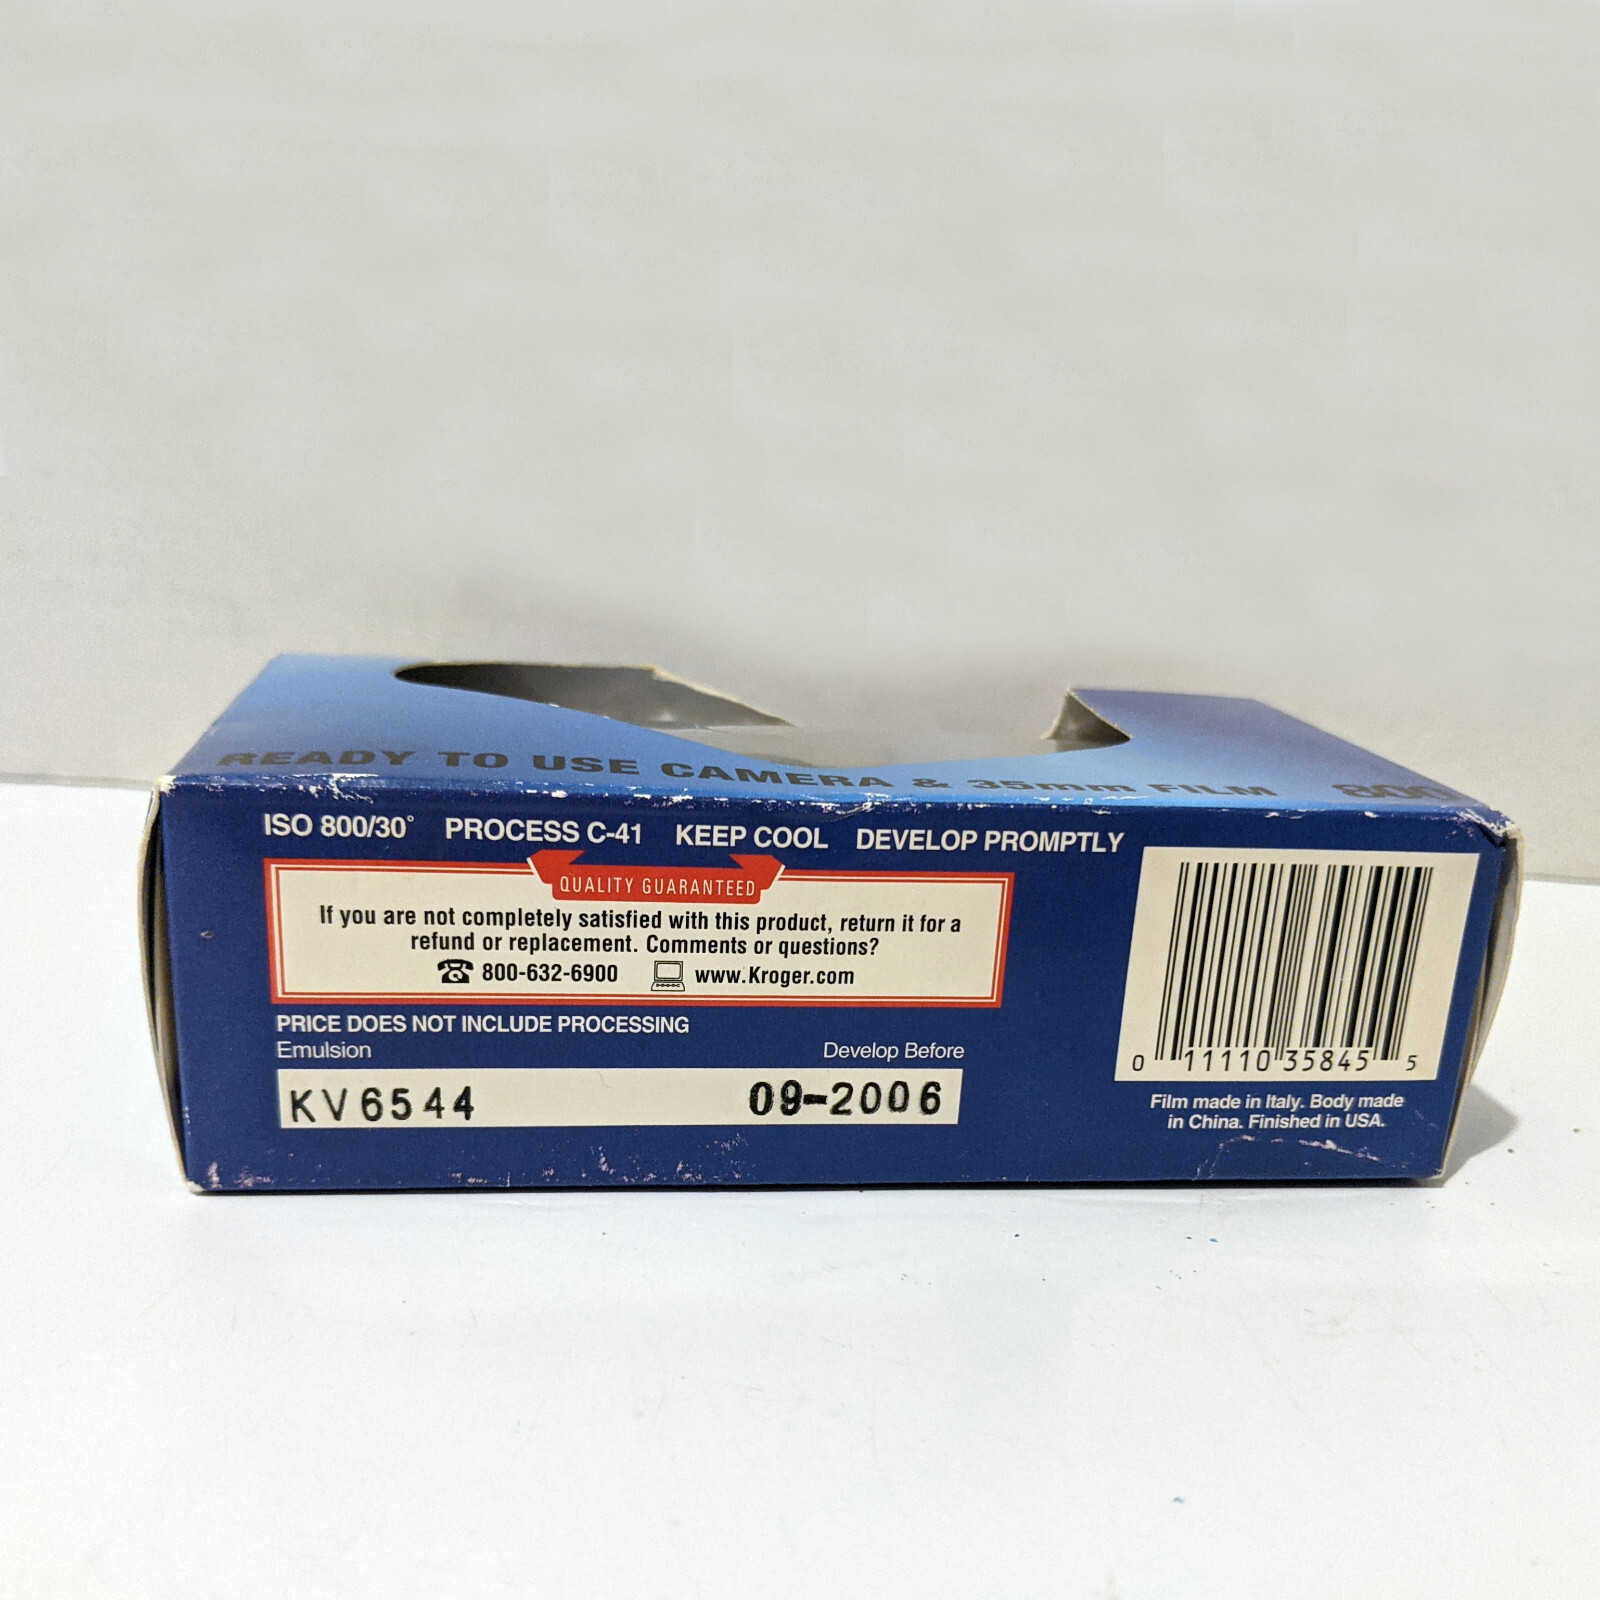 READY TO USE CAMERA & 35mm FILM 800
ISO 800/30° PROCESS C-41 KEEP COOL DEVELOP PROMPTLY
QUALITY GUARANTEED
If you are not completely satisfied with this product, return it for a
refund or replacement. Comments or questions?
800-632-6900 www.Kroger.com
PRICE DOES NOT INCLUDE PROCESSING
Emulsion Develop Before
KV6544 09-2006
0 11110 35845 5
Film made in Italy. Body made
in China. Finished in USA.